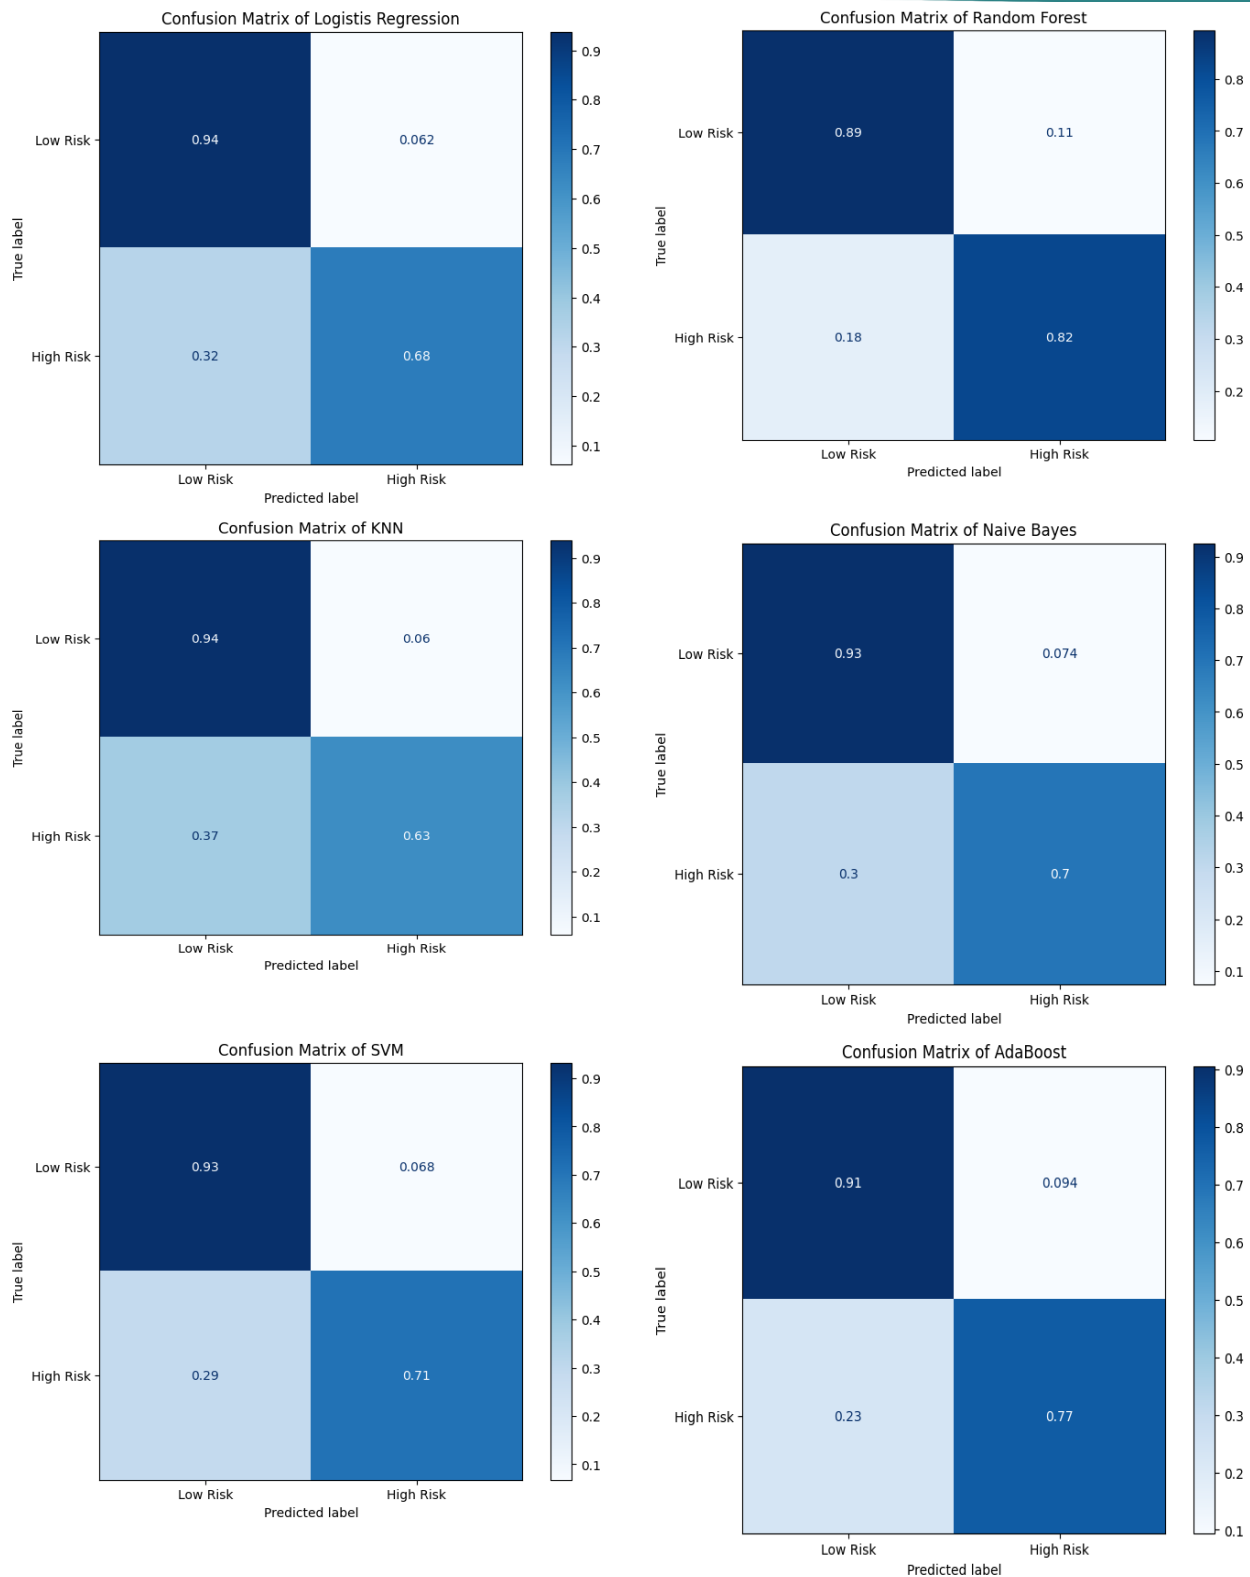 Confusion Matrix of Logistis Regression
0.9
0.8
0.7
0.6
0.5
0.4
0.3
0.2
0.1
True label
Low Risk
High Risk
0.94 0.062
0.32 0.68
Low Risk High Risk
Predicted label
Confusion Matrix of Random Forest
0.8
0.7
0.6
0.5
0.4
0.3
0.2
True label
Low Risk
High Risk
0.89 0.11
0.18 0.82
Low Risk High Risk
Predicted label
Confusion Matrix of KNN
0.9
0.8
0.7
0.6
0.5
0.4
0.3
0.2
0.1
True label
Low Risk
High Risk
0.94 0.06
0.37 0.63
Low Risk High Risk
Predicted label
Confusion Matrix of Naive Bayes
0.9
0.8
0.7
0.6
0.5
0.4
0.3
0.2
0.1
True label
Low Risk
High Risk
0.93 0.074
0.3 0.7
Low Risk High Risk
Predicted label
Confusion Matrix of SVM
0.9
0.8
0.7
0.6
0.5
0.4
0.3
0.2
0.1
True label
Low Risk
High Risk
0.93 0.068
0.29 0.71
Low Risk High Risk
Predicted label
Confusion Matrix of AdaBoost
0.9
0.8
0.7
0.6
0.5
0.4
0.3
0.2
0.1
True label
Low Risk
High Risk
0.91 0.094
0.23 0.77
Low Risk High Risk
Predicted label